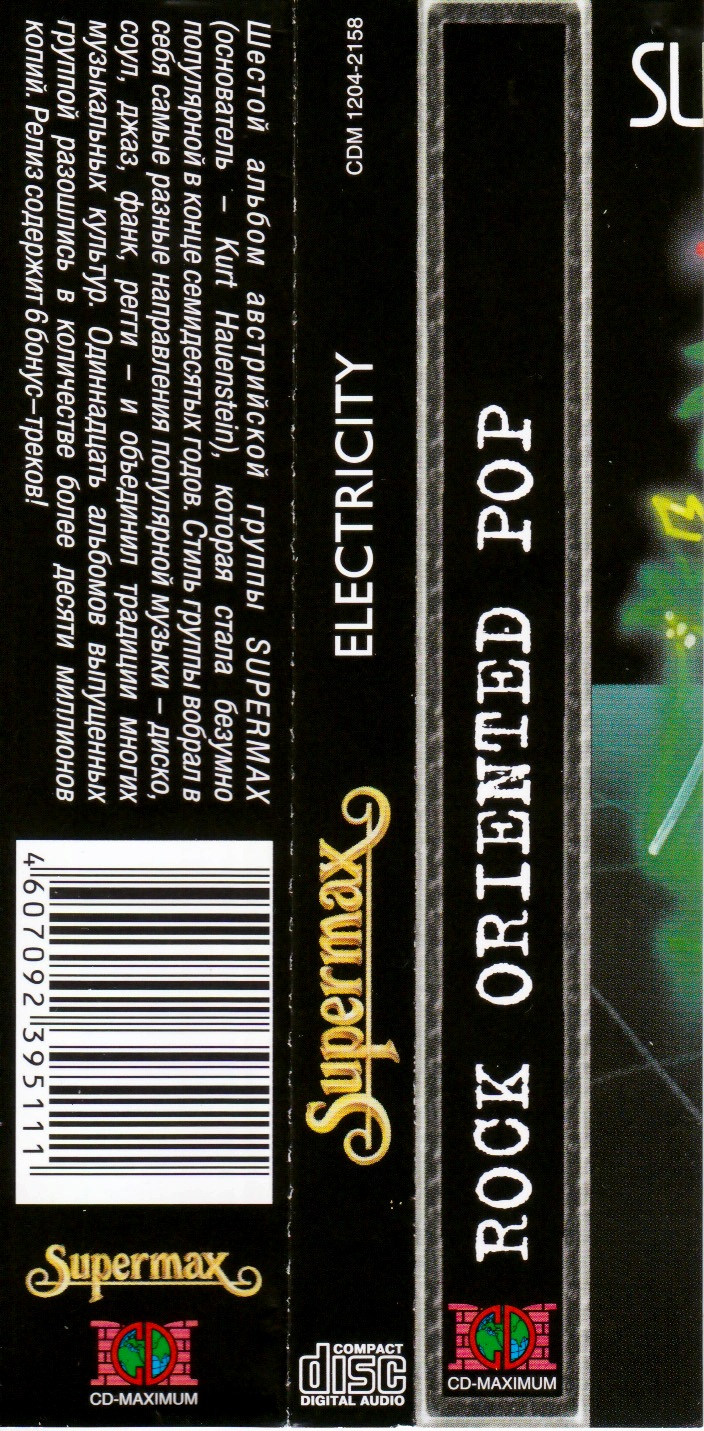 Шестой альбом австрийской группы SUPERMAX
(основатель – Kurt Hauenstein), которая стала безумно
популярной в конце семидесятых годов. Стиль группы вобрал в
себя самые разные направления популярной музыки – диско,
соул, джаз, фанк, регги – и объединил традиции многих
музыкальных культур. Одиннадцать альбомов выпущенных
группой разошлись в количестве более десяти миллионов
копий. Релиз содержит 6 бонус–треков!
4 607092 395111
Supermax
CD
CD-MAXIMUM
CDM 1204-2158
ELECTRICITY
Supermax
COMPACT
disc
DIGITAL AUDIO
ROCK ORIENTED POP
CD
CD-MAXIMUM
SU